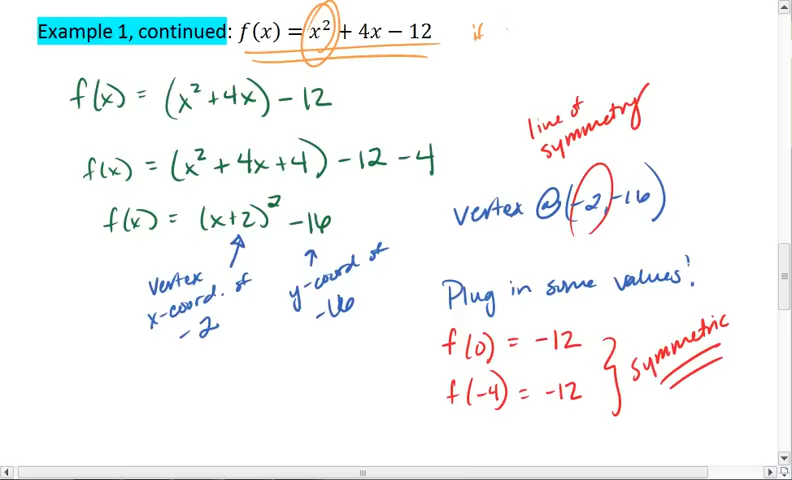 Example 1, continued: f(x) = x² + 4x − 12
if
f(x) = (x² + 4x) − 12
line of
symmetry
f(x) = (x² + 4x + 4) − 12 − 4
f(x) = (x+2)² − 16
vertex @ (−2, −16)
vertex
x-coord. of
−2
y-coord of
−16
Plug in some values!
f(0) = −12
f(−4) = −12
symmetric